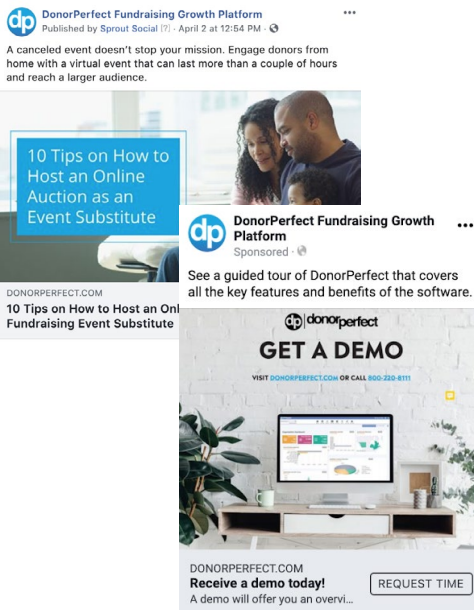 dp
DonorPerfect Fundraising Growth Platform
Published by Sprout Social [?] · April 2 at 12:54 PM ·
A canceled event doesn't stop your mission. Engage donors from
home with a virtual event that can last more than a couple of hours
and reach a larger audience.
10 Tips on How to
Host an Online
Auction as an
Event Substitute
DONORPERFECT.COM
10 Tips on How to Host an Onl
Fundraising Event Substitute
dp
DonorPerfect Fundraising Growth
Platform
Sponsored ·
See a guided tour of DonorPerfect that covers
all the key features and benefits of the software.
dp donorperfect
GET A DEMO
VISIT DONORPERFECT.COM OR CALL 800-220-8111
DONORPERFECT.COM
Receive a demo today!
A demo will offer you an overvi...
REQUEST TIME